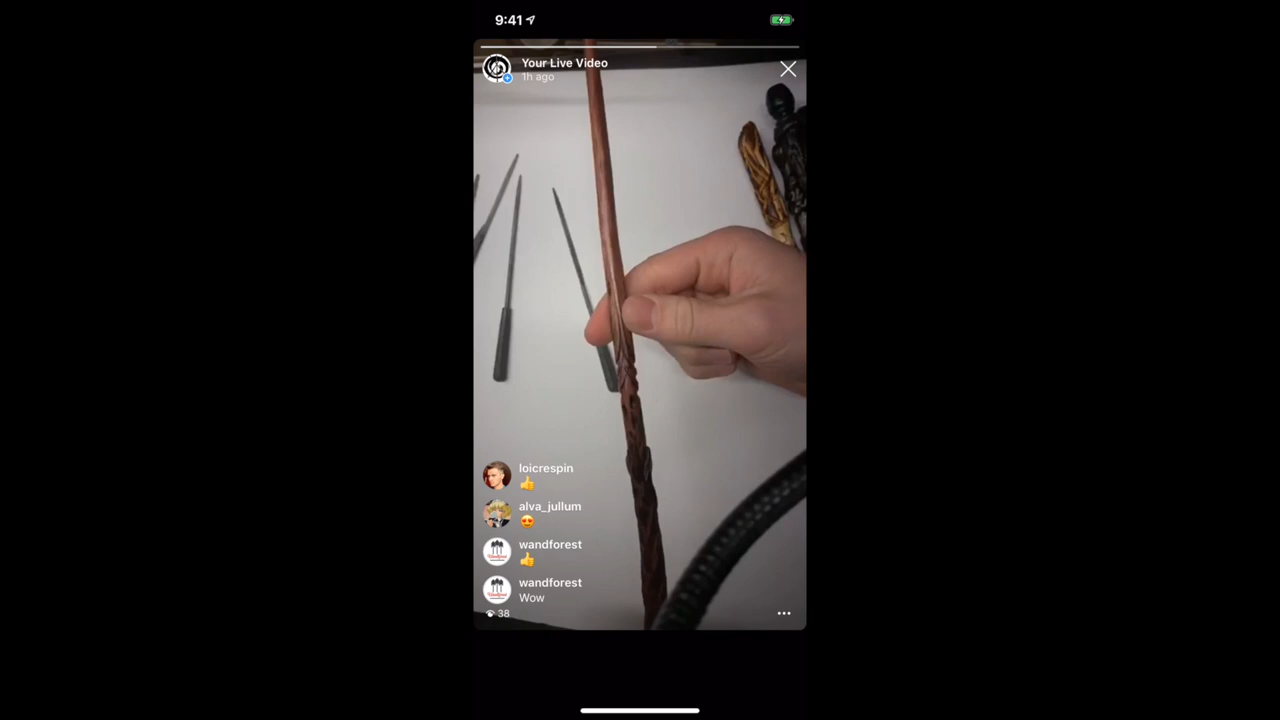 9:41
Your Live Video
1h ago
loicrespin
👍
alva_jullum
😍
wandforest
👍
wandforest
Wow
38